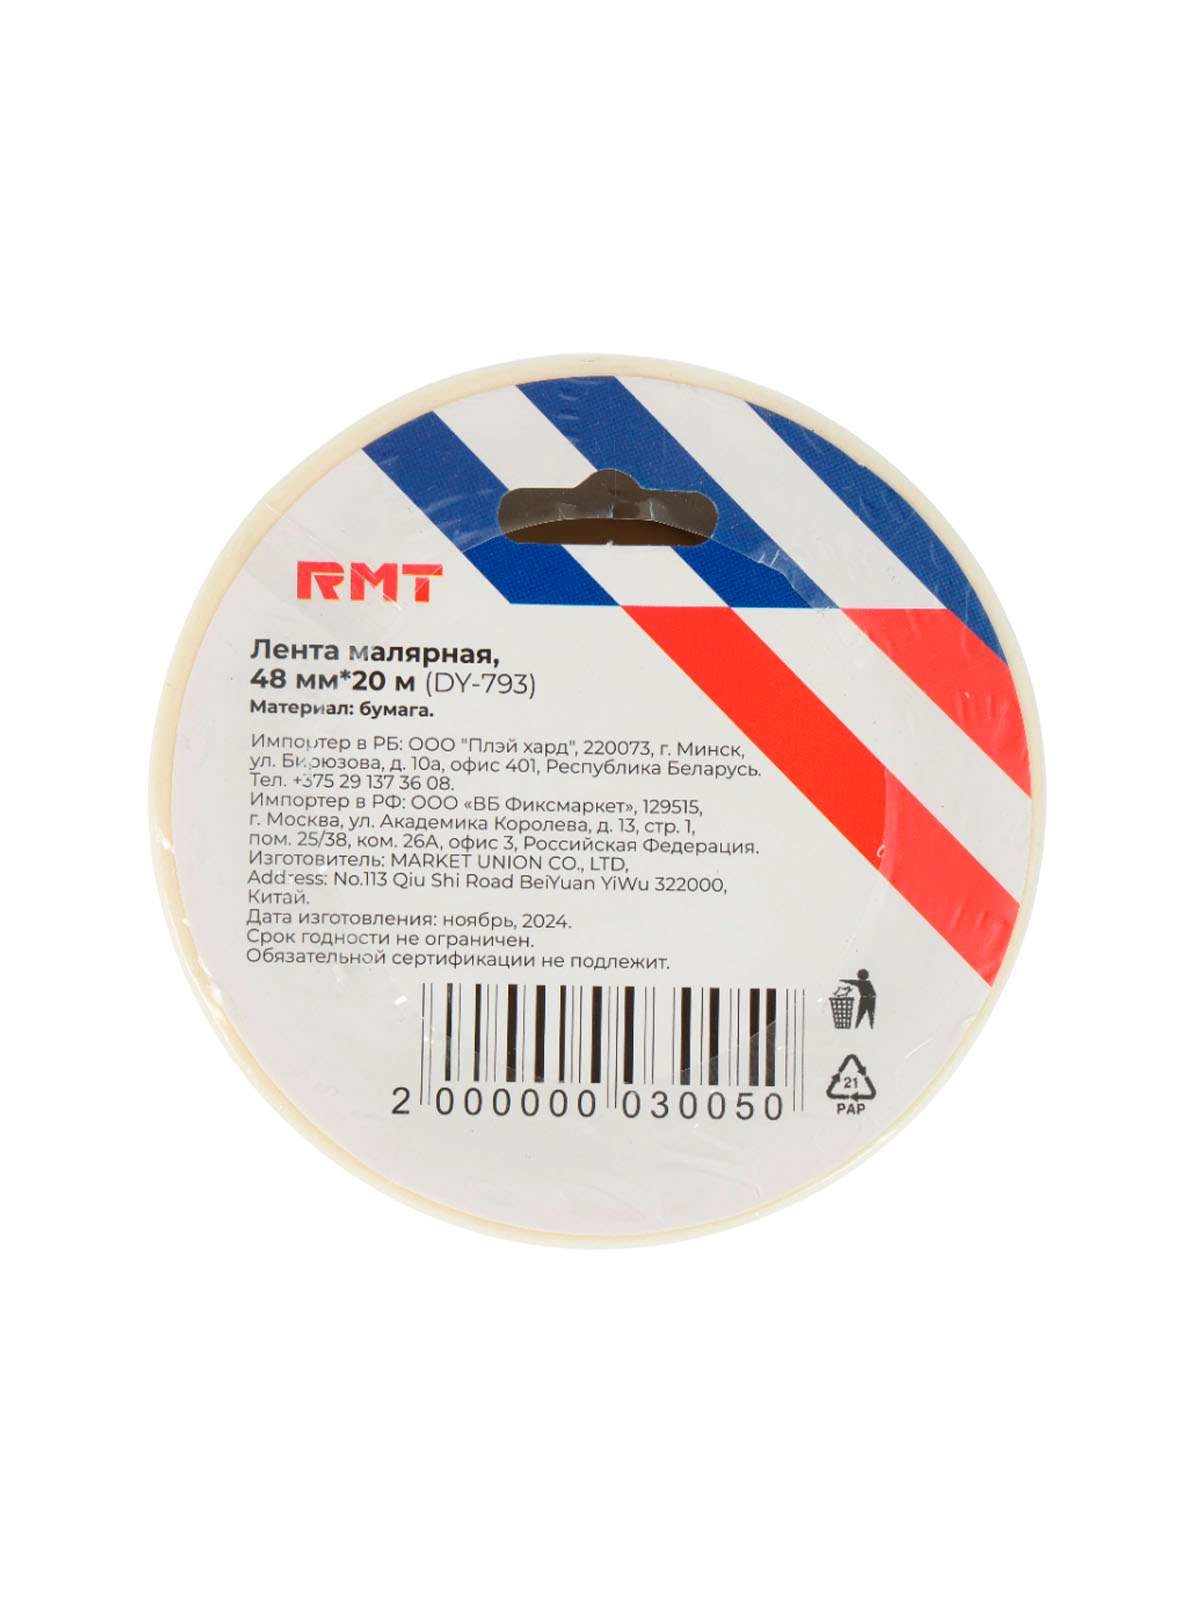 RMT
Лента малярная,
48 мм*20 м (DY-793)
Материал: бумага.
Импортер в РБ: ООО "Плэй хард", 220073, г. Минск,
ул. Бирюзова, д. 10а, офис 401, Республика Беларусь.
Тел. +375 29 137 36 08.
Импортер в РФ: ООО «ВБ Фиксмаркет», 129515,
г. Москва, ул. Академика Королева, д. 13, стр. 1,
пом. 25/38, ком. 26А, офис 3, Российская Федерация.
Изготовитель: MARKET UNION CO., LTD,
Address: No.113 Qiu Shi Road BeiYuan YiWu 322000,
Китай.
Дата изготовления: ноябрь, 2024.
Срок годности не ограничен.
Обязательной сертификации не подлежит.
21
PAP
2 000000 030050